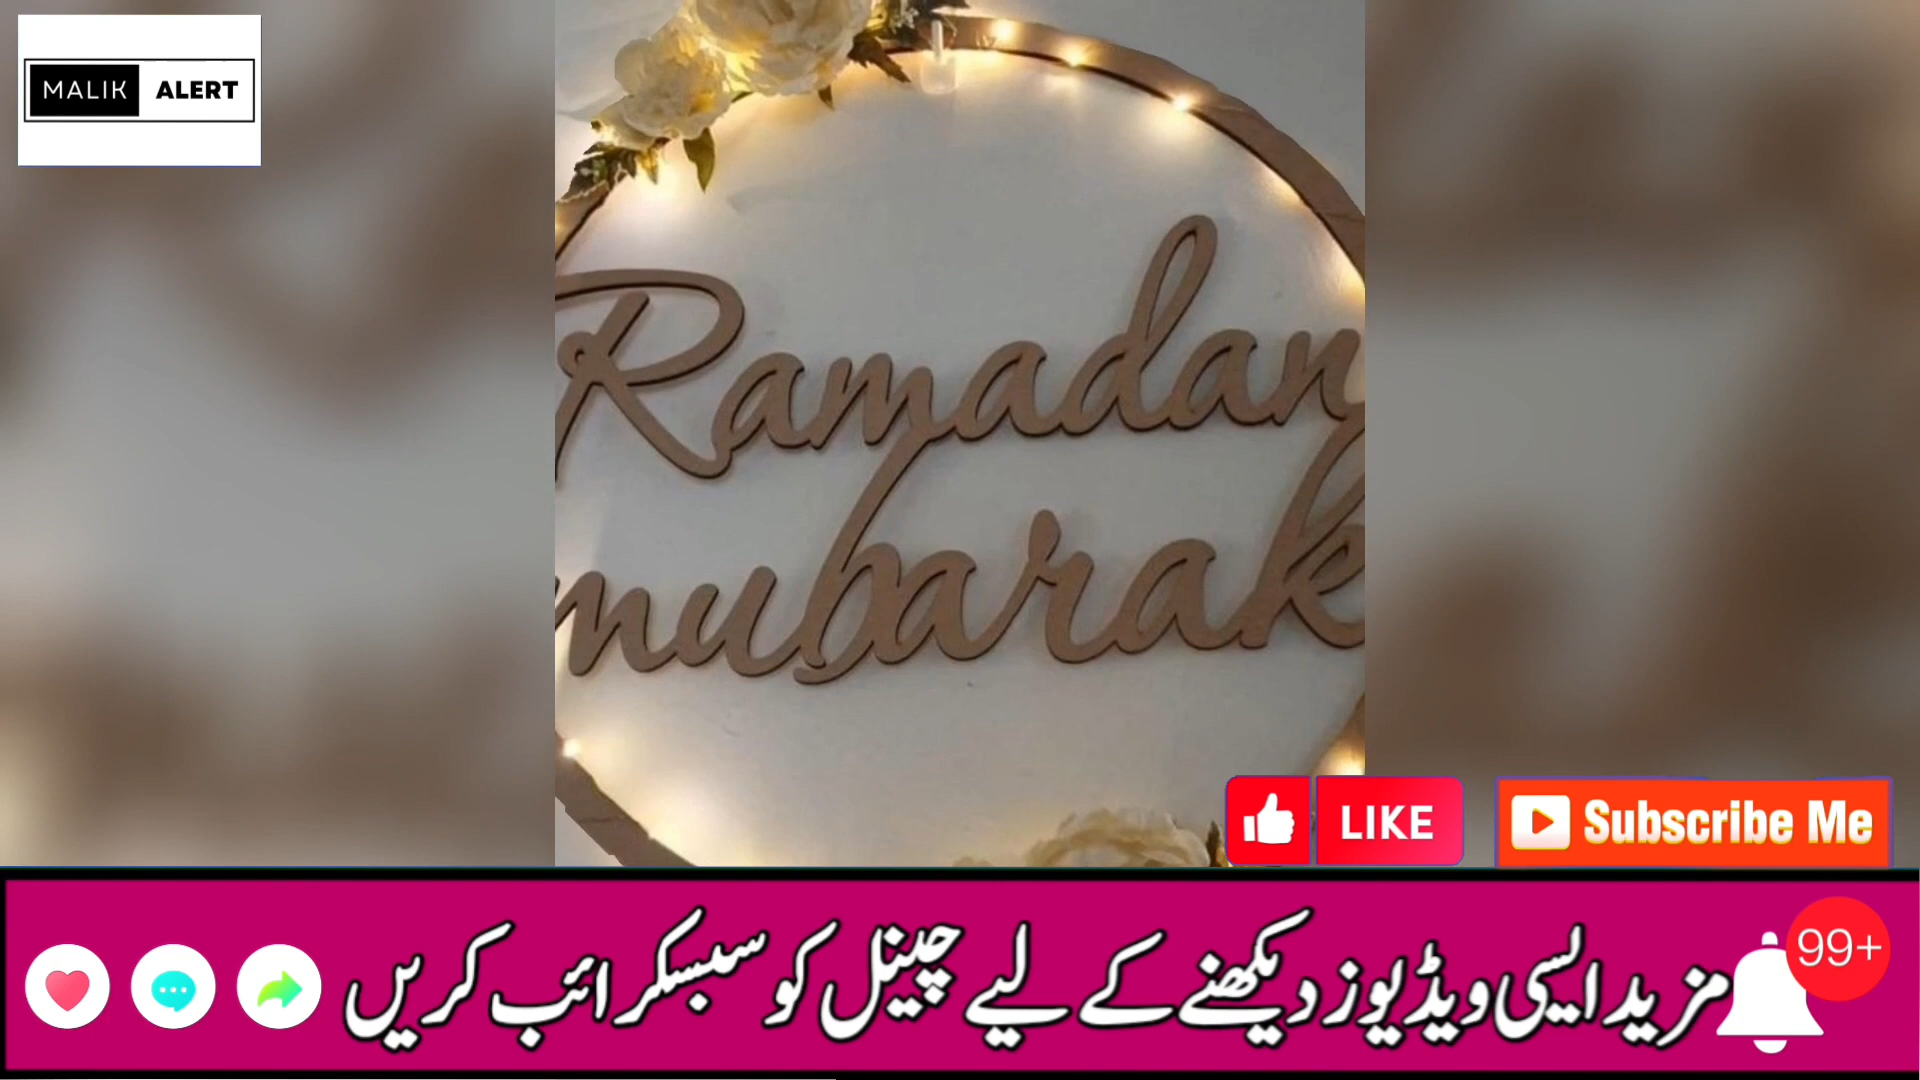 MALIK ALERT
Ramadan
mubarak
LIKE
Subscribe Me
99+
مزید ایسی ویڈیوز دیکھنے کے لیے چینل کو سبسکرائب کریں